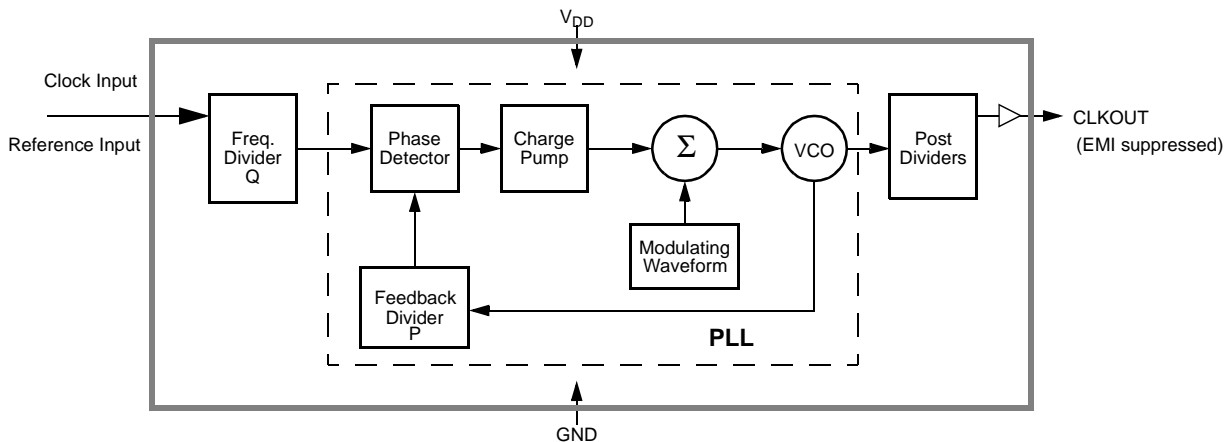 V_DD
Clock Input
Reference Input
Freq.
Divider
Q
Phase
Detector
Charge
Pump
Σ
VCO
Post
Dividers
CLKOUT
(EMI suppressed)
Modulating
Waveform
Feedback
Divider
P
PLL
GND